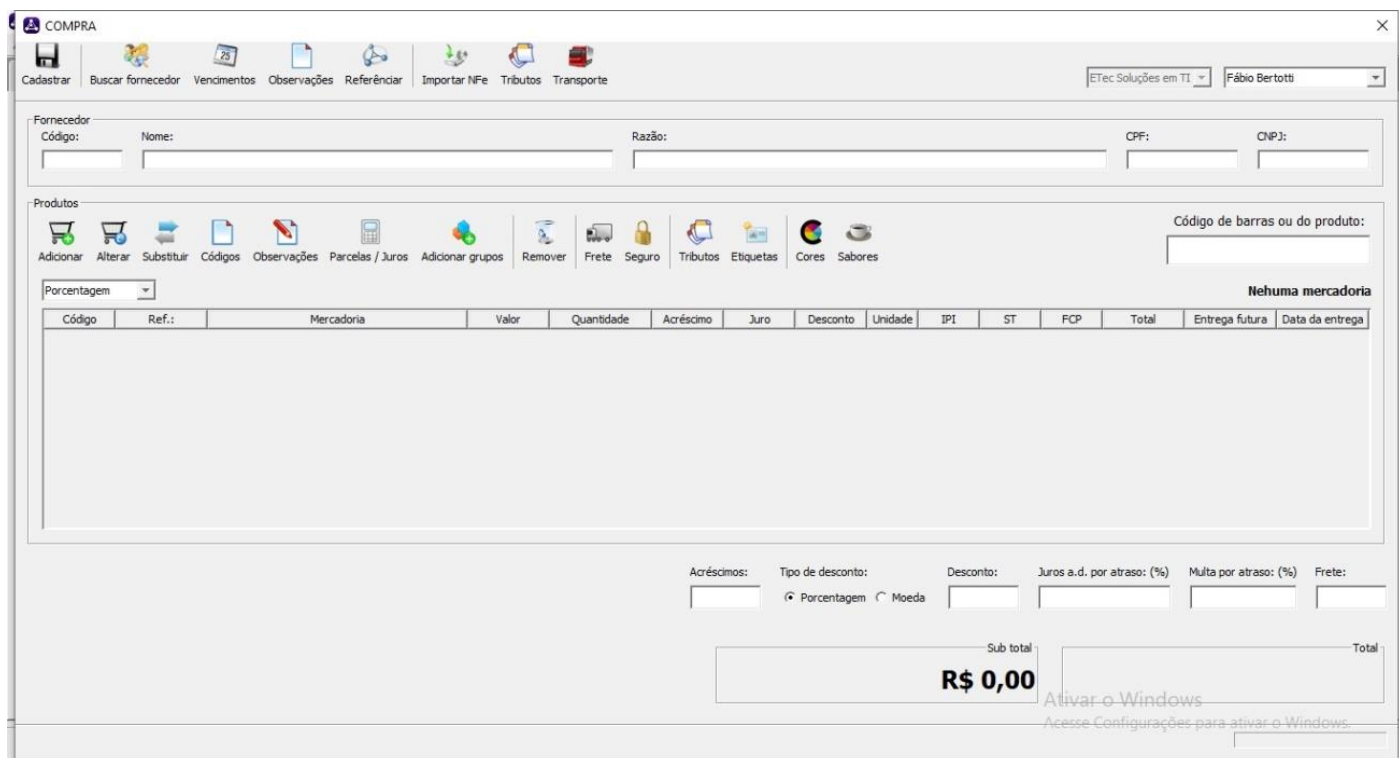 COMPRA
25
Cadastrar Buscar fornecedor Vencimentos Observações Referênciar Importar NFe Tributos Transporte
ETec Soluções em TI Fábio Bertotti
Fornecedor
Código: Nome: Razão: CPF: CNPJ:
Produtos
Código de barras ou do produto:
Adicionar Alterar Substituir Códigos Observações Parcelas / Juros Adicionar grupos Remover Frete Seguro Tributos Etiquetas Cores Sabores
Porcentagem
Nehuma mercadoria
Código Ref.: Mercadoria Valor Quantidade Acréscimo Juro Desconto Unidade IPI ST FCP Total Entrega futura Data da entrega
Acréscimos: Tipo de desconto: Desconto: Juros a.d. por atraso: (%) Multa por atraso: (%) Frete:
Porcentagem Moeda
Sub total Total
R$ 0,00
Ativar o Windows
Acesse Configurações para ativar o Windows.